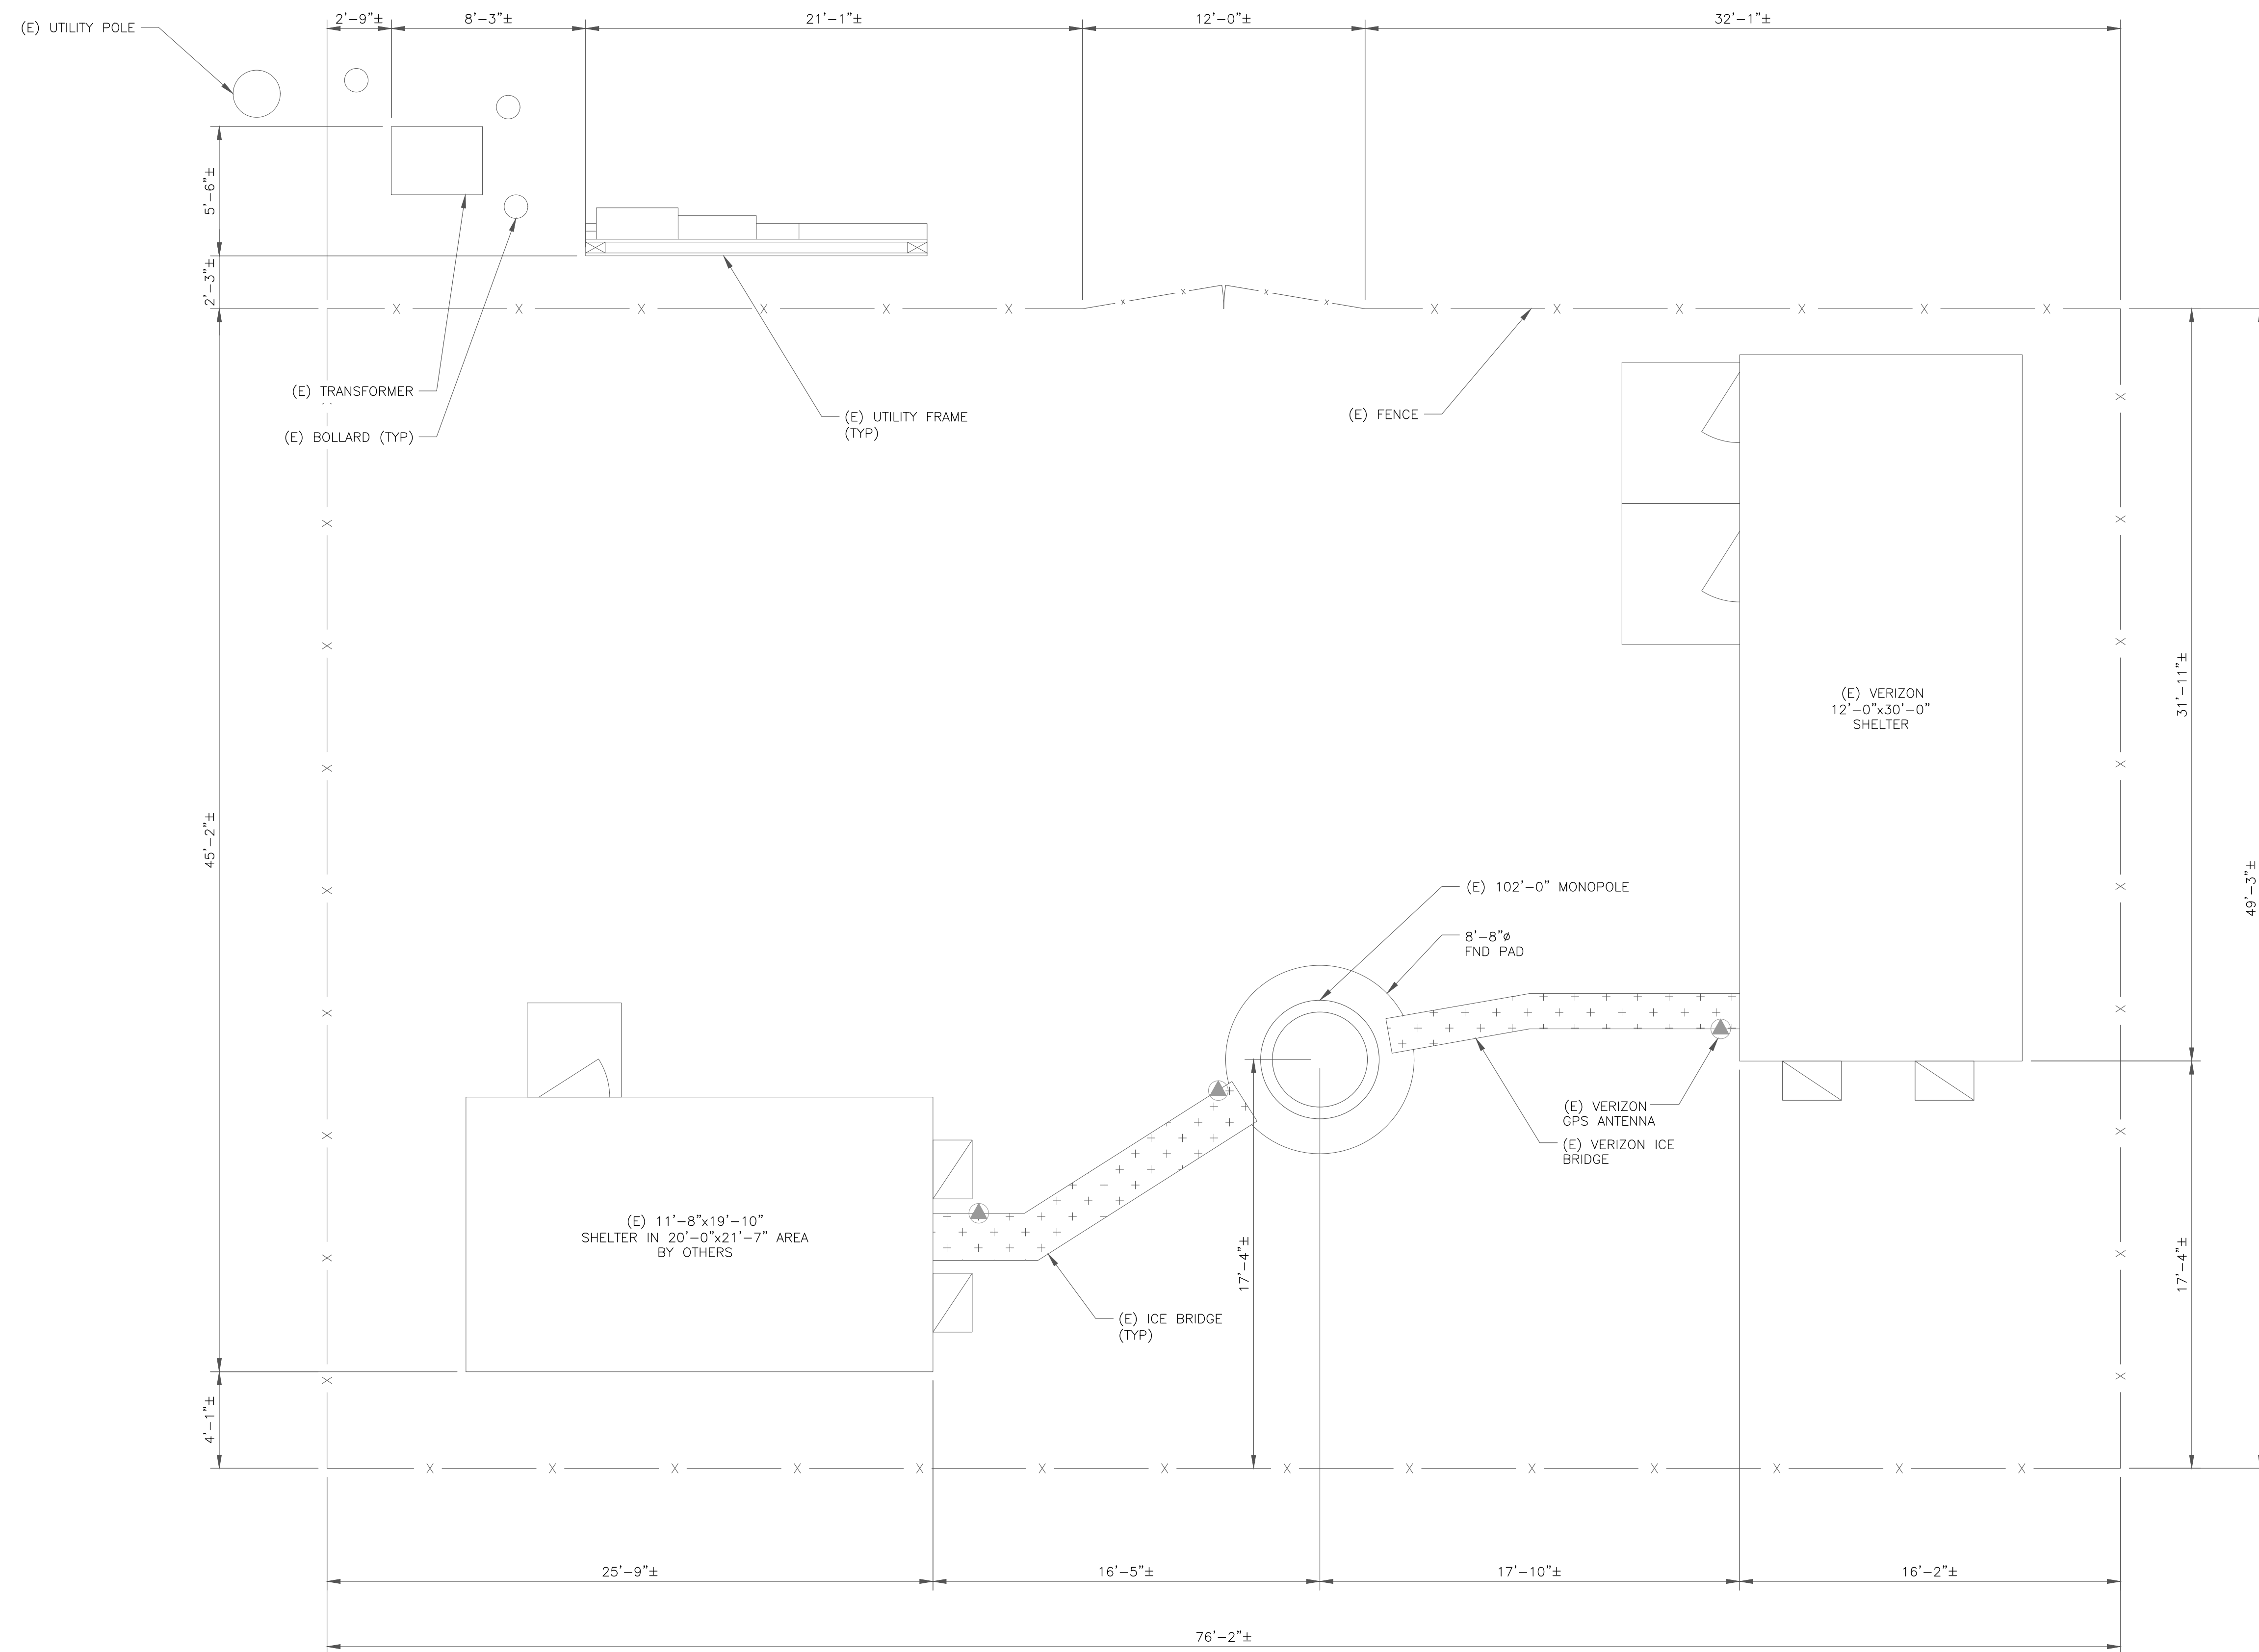 2'-9"±
8'-3"±
21'-1"±
12'-0"±
32'-1"±
(E) UTILITY POLE
5'-6"±
2'-3"±
(E) TRANSFORMER
(E) BOLLARD (TYP)
(E) UTILITY FRAME
(TYP)
(E) FENCE
45'-2"±
31'-11"±
49'-3"±
(E) VERIZON
12'-0"x30'-0"
SHELTER
(E) 102'-0" MONOPOLE
8'-8"ø
FND PAD
(E) VERIZON
GPS ANTENNA
(E) VERIZON ICE
BRIDGE
(E) 11'-8"x19'-10"
SHELTER IN 20'-0"x21'-7" AREA
BY OTHERS
17'-4"±
17'-4"±
(E) ICE BRIDGE
(TYP)
4'-1"±
25'-9"±
16'-5"±
17'-10"±
16'-2"±
76'-2"±